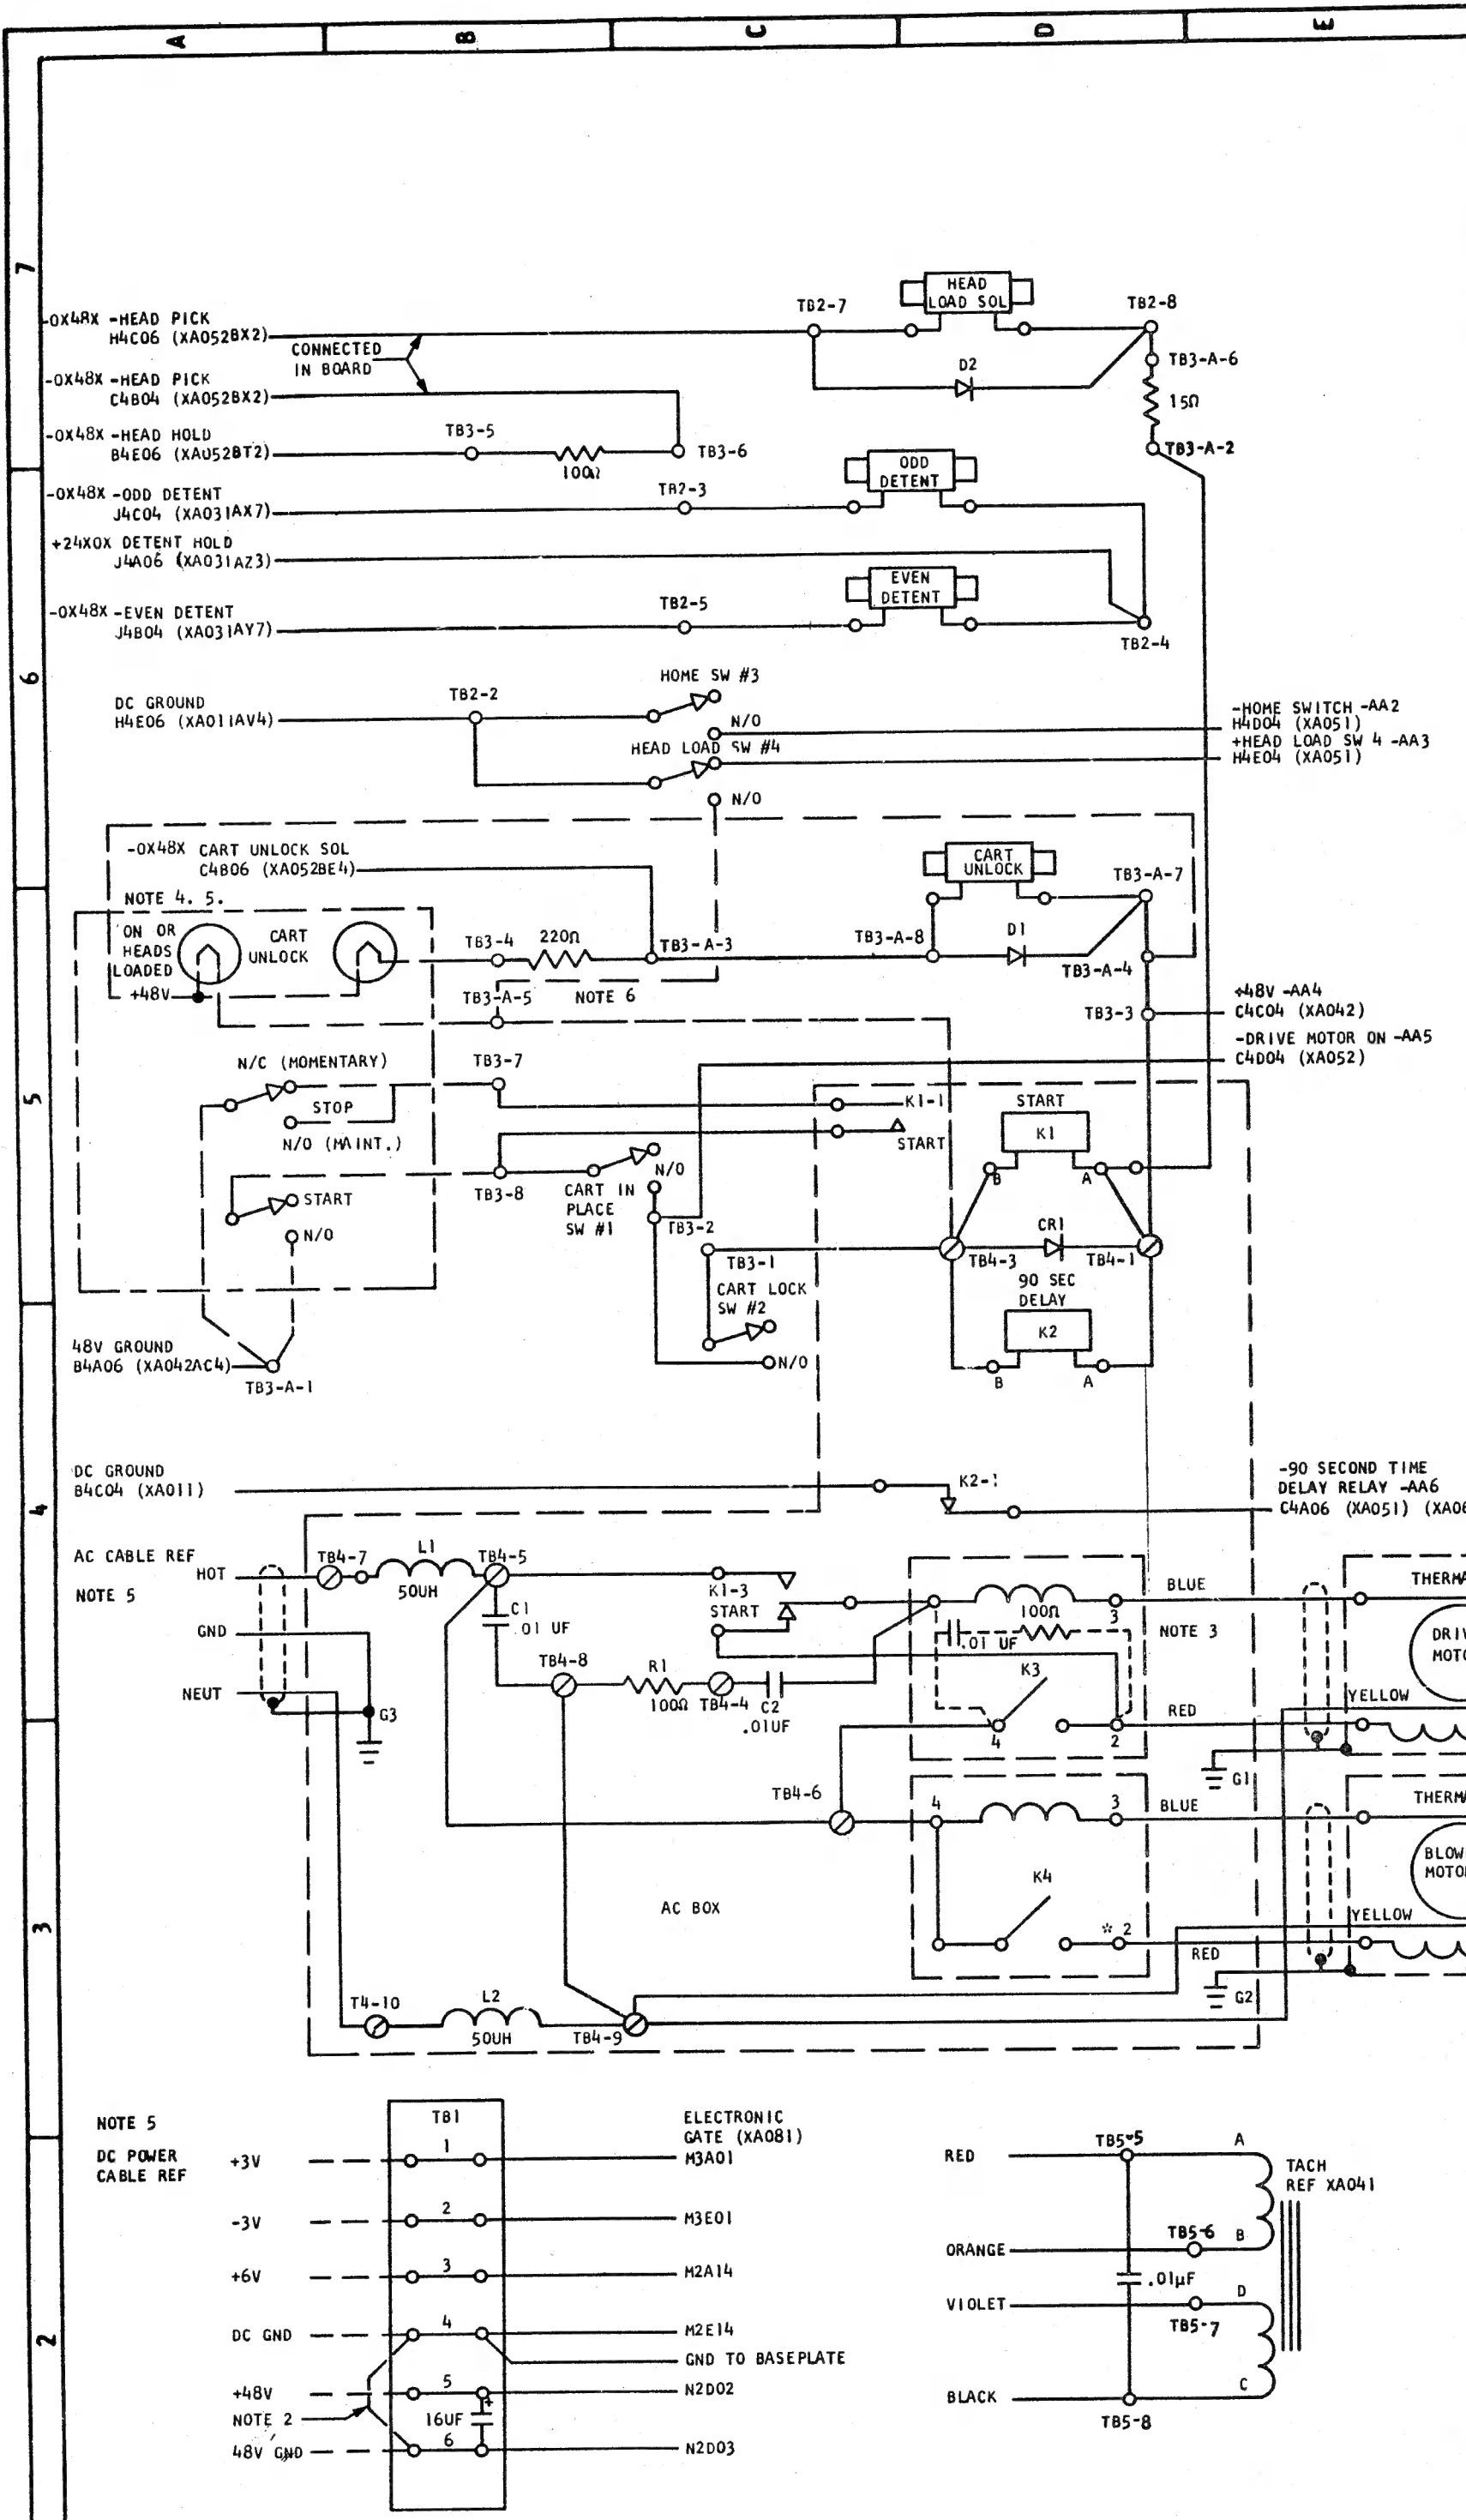 A
B
C
D
E
7
6
5
4
3
2
HEAD
LOAD SOL
TB2-7
TB2-8
-0X48X -HEAD PICK
H4C06 (XA052BX2)
CONNECTED
IN BOARD
D2
TB3-A-6
-0X48X -HEAD PICK
C4B04 (XA052BX2)
15Ω
-0X48X -HEAD HOLD
B4E06 (XA052BT2)
TB3-5
100Ω
TB3-6
TB3-A-2
ODD
DETENT
-0X48X -ODD DETENT
J4C04 (XA031AX7)
TB2-3
+24X0X DETENT HOLD
J4A06 (XA031AZ3)
EVEN
DETENT
-0X48X -EVEN DETENT
J4B04 (XA031AY7)
TB2-5
TB2-4
HOME SW #3
DC GROUND
H4E06 (XA011AV4)
TB2-2
N/O
-HOME SWITCH -AA2
H4D04 (XA051)
HEAD LOAD SW #4
+HEAD LOAD SW 4 -AA3
H4E04 (XA051)
N/O
-0X48X CART UNLOCK SOL
C4B06 (XA052BE4)
CART
UNLOCK
TB3-A-7
NOTE 4. 5.
ON OR
HEADS
LOADED
CART
UNLOCK
TB3-4
220Ω
TB3-A-3
TB3-A-8
D1
TB3-A-4
+48V
TB3-A-5
NOTE 6
TB3-3
+48V -AA4
C4C04 (XA042)
-DRIVE MOTOR ON -AA5
C4D04 (XA052)
N/C (MOMENTARY)
TB3-7
STOP
N/O (MAINT.)
K1-1
START
START
K1
B
A
TB3-8
N/O
CART IN
PLACE
SW #1
START
N/O
TB3-2
TB3-1
CART LOCK
SW #2
N/O
TB4-3
CR1
TB4-1
90 SEC
DELAY
K2
B
A
48V GROUND
B4A06 (XA042AC4)
TB3-A-1
DC GROUND
B4C04 (XA011)
K2-1
-90 SECOND TIME
DELAY RELAY -AA6
C4A06 (XA051) (XA06
AC CABLE REF
HOT
NOTE 5
TB4-7
L1
50UH
TB4-5
K1-3
START
100Ω
3
BLUE
THERMA
C1
.01 UF
.01 UF
NOTE 3
GND
DRIV
MOTO
TB4-8
R1
100Ω
TB4-4
C2
.01UF
K3
NEUT
G3
4
2
RED
YELLOW
G1
TB4-6
4
3
BLUE
THERMA
K4
BLOW
MOTO
AC BOX
* 2
RED
YELLOW
G2
T4-10
L2
50UH
TB4-9
NOTE 5
DC POWER
CABLE REF
TB1
ELECTRONIC
GATE (XA081)
+3V
1
M3A01
-3V
2
M3E01
+6V
3
M2A14
DC GND
4
M2E14
GND TO BASEPLATE
+48V
5
N2D02
NOTE 2
16UF
+
48V GND
6
N2D03
RED
TB5-5
A
TACH
REF XA041
ORANGE
TB5-6
B
.01µF
VIOLET
D
TB5-7
BLACK
C
TB5-8